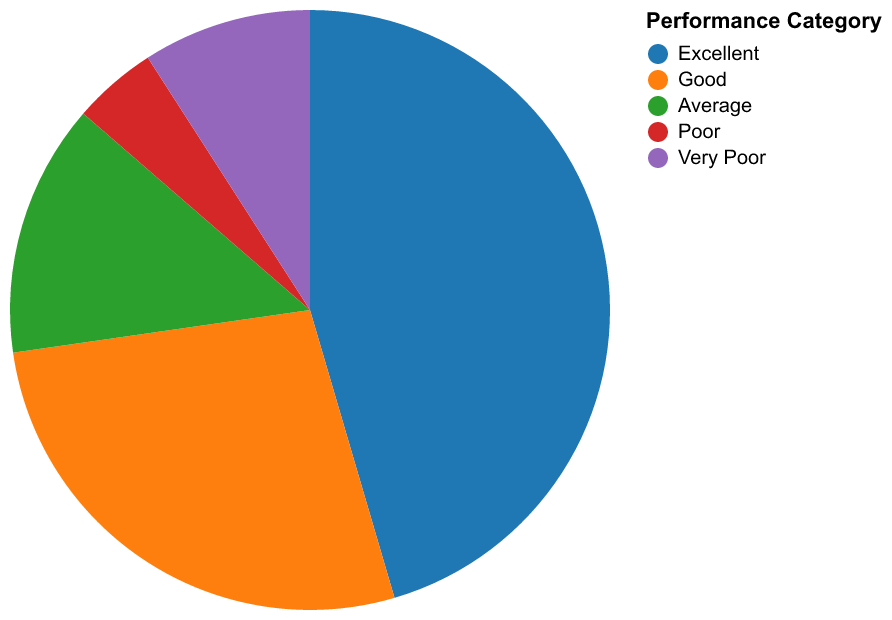 Performance Category
Excellent
Good
Average
Poor
Very Poor